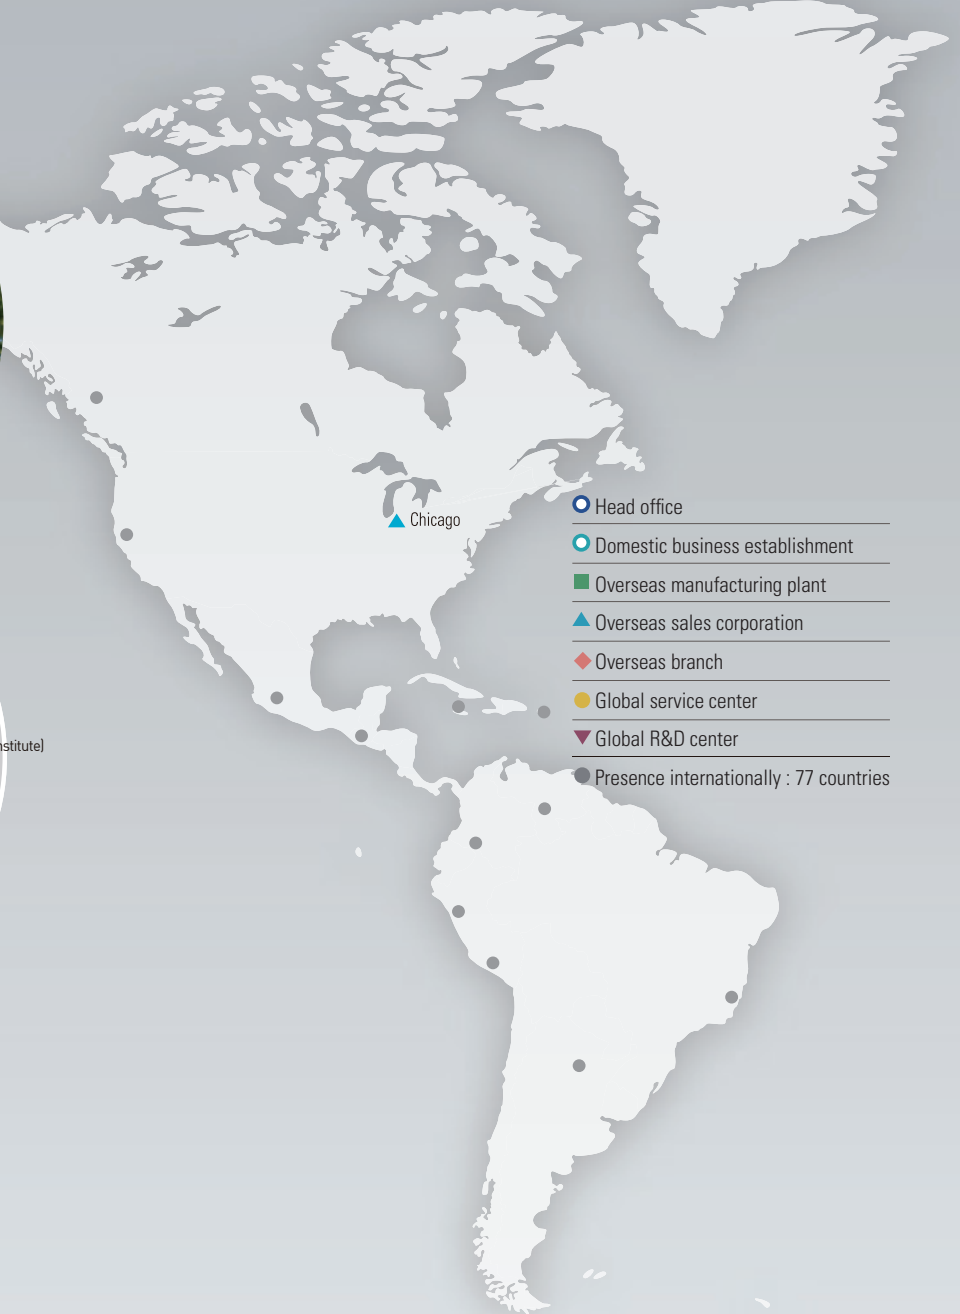 Chicago
Head office
Domestic business establishment
Overseas manufacturing plant
Overseas sales corporation
Overseas branch
Global service center
Global R&D center
Presence internationally : 77 countries
nstitute)